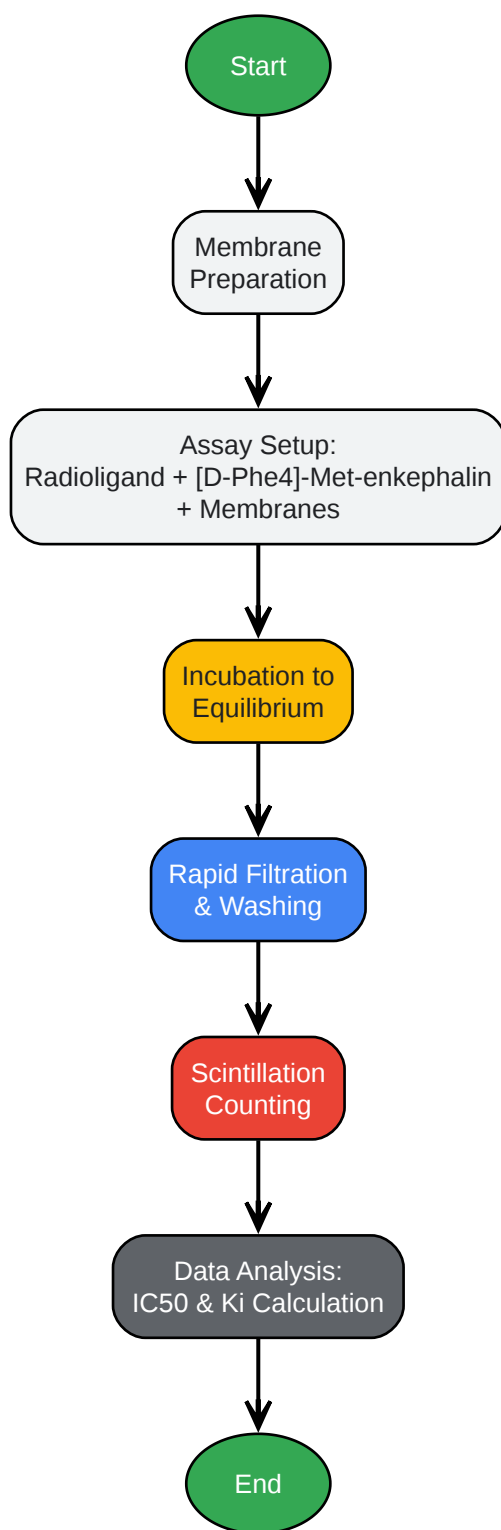 Start
Membrane
Preparation
Assay Setup:
Radioligand + [D-Phe4]-Met-enkephalin
+ Membranes
Incubation to
Equilibrium
Rapid Filtration
& Washing
Scintillation
Counting
Data Analysis:
IC50 & Ki Calculation
End